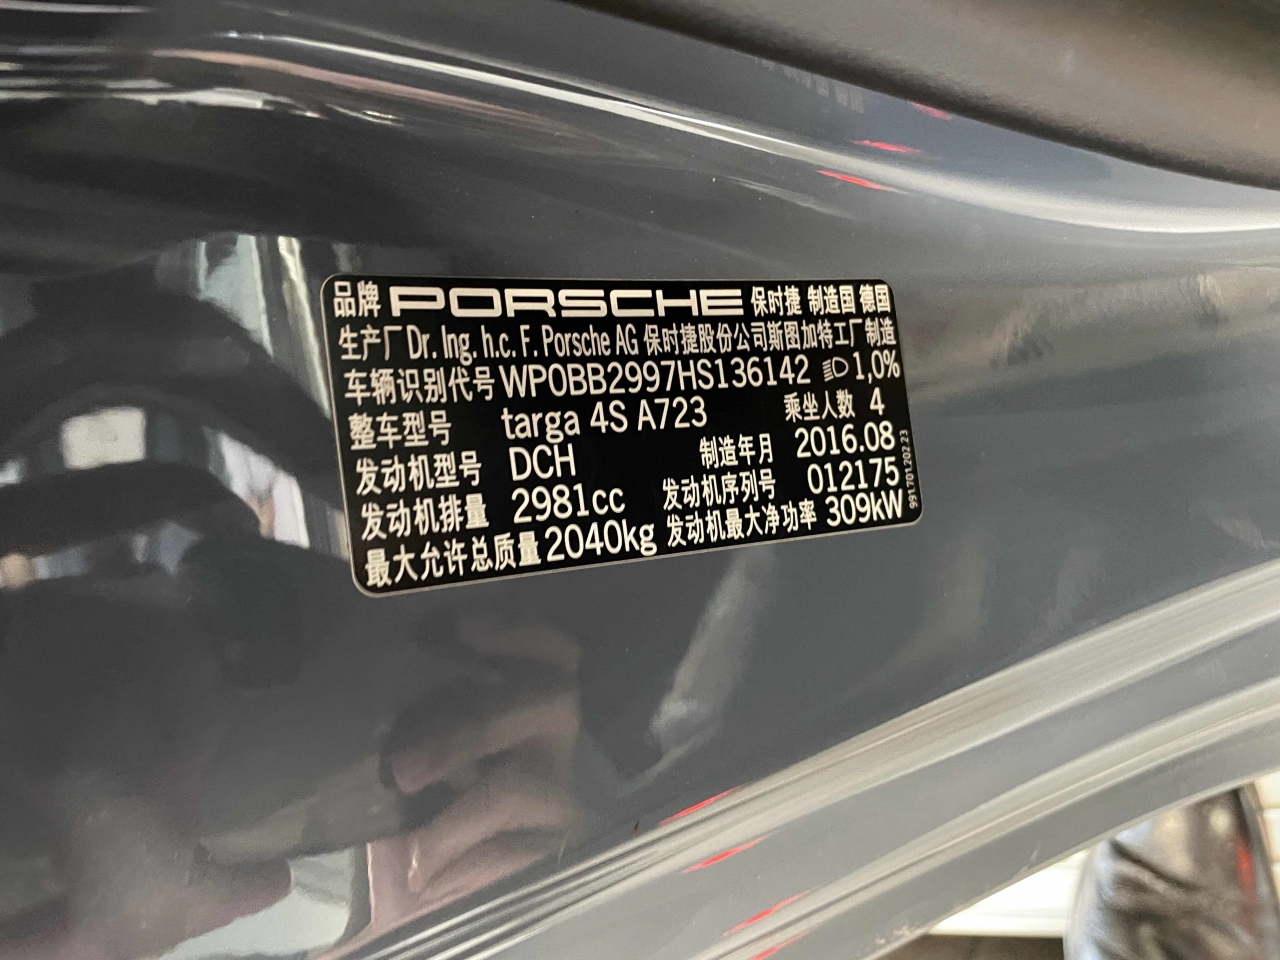 品牌 PORSCHE 保时捷 制造国 德国
生产厂 Dr. Ing. h.c. F. Porsche AG 保时捷股份公司斯图加特工厂制造
车辆识别代号 WP0BB2997HS136142 1,0%
整车型号 targa 4S A723 乘坐人数 4
发动机型号 DCH 制造年月 2016.08
发动机排量 2981cc 发动机序列号 012175
最大允许总质量 2040kg 发动机最大净功率 309kW
991.701.202.23